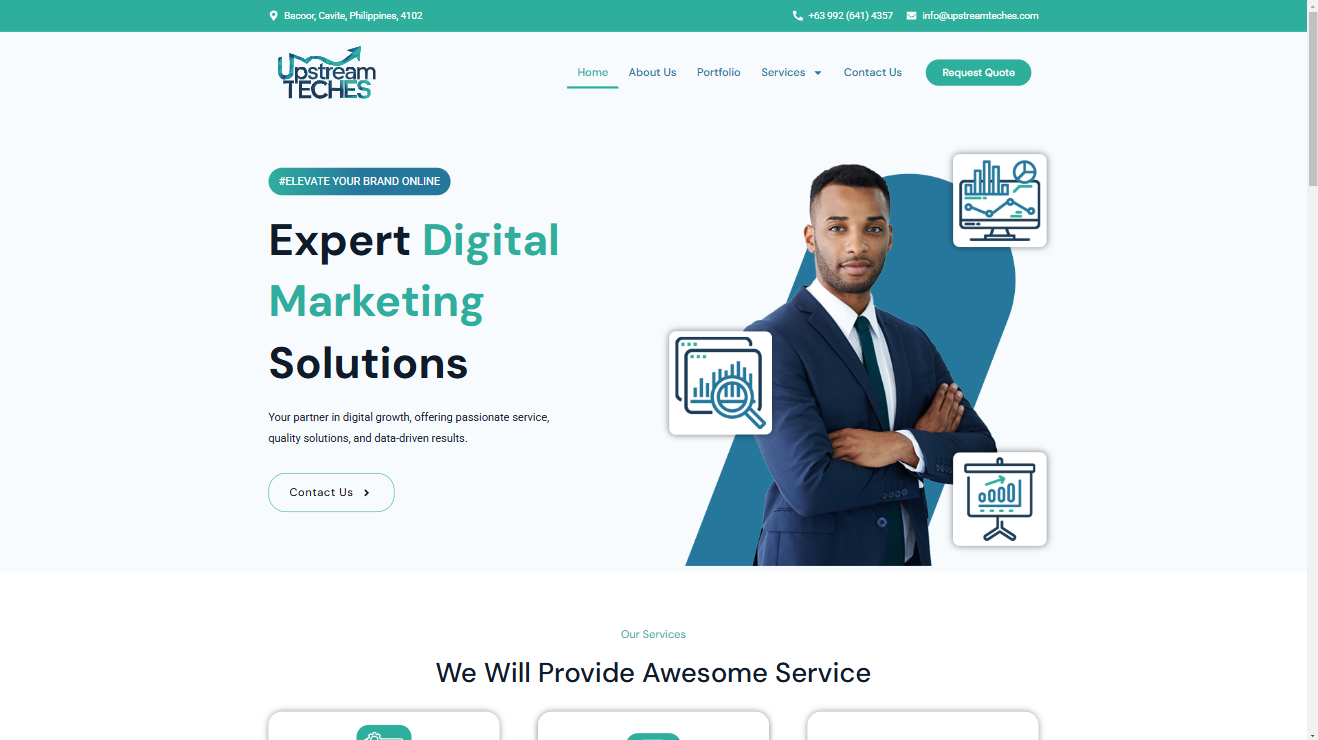 Bacoor, Cavite, Philippines, 4102
+63 992 (641) 4357
info@upstreamteches.com
Upstream
TECHES
Home
About Us
Portfolio
Services
Contact Us
Request Quote
#ELEVATE YOUR BRAND ONLINE
Expert Digital
Marketing
Solutions
Your partner in digital growth, offering passionate service,
quality solutions, and data-driven results.
Contact Us
Our Services
We Will Provide Awesome Service